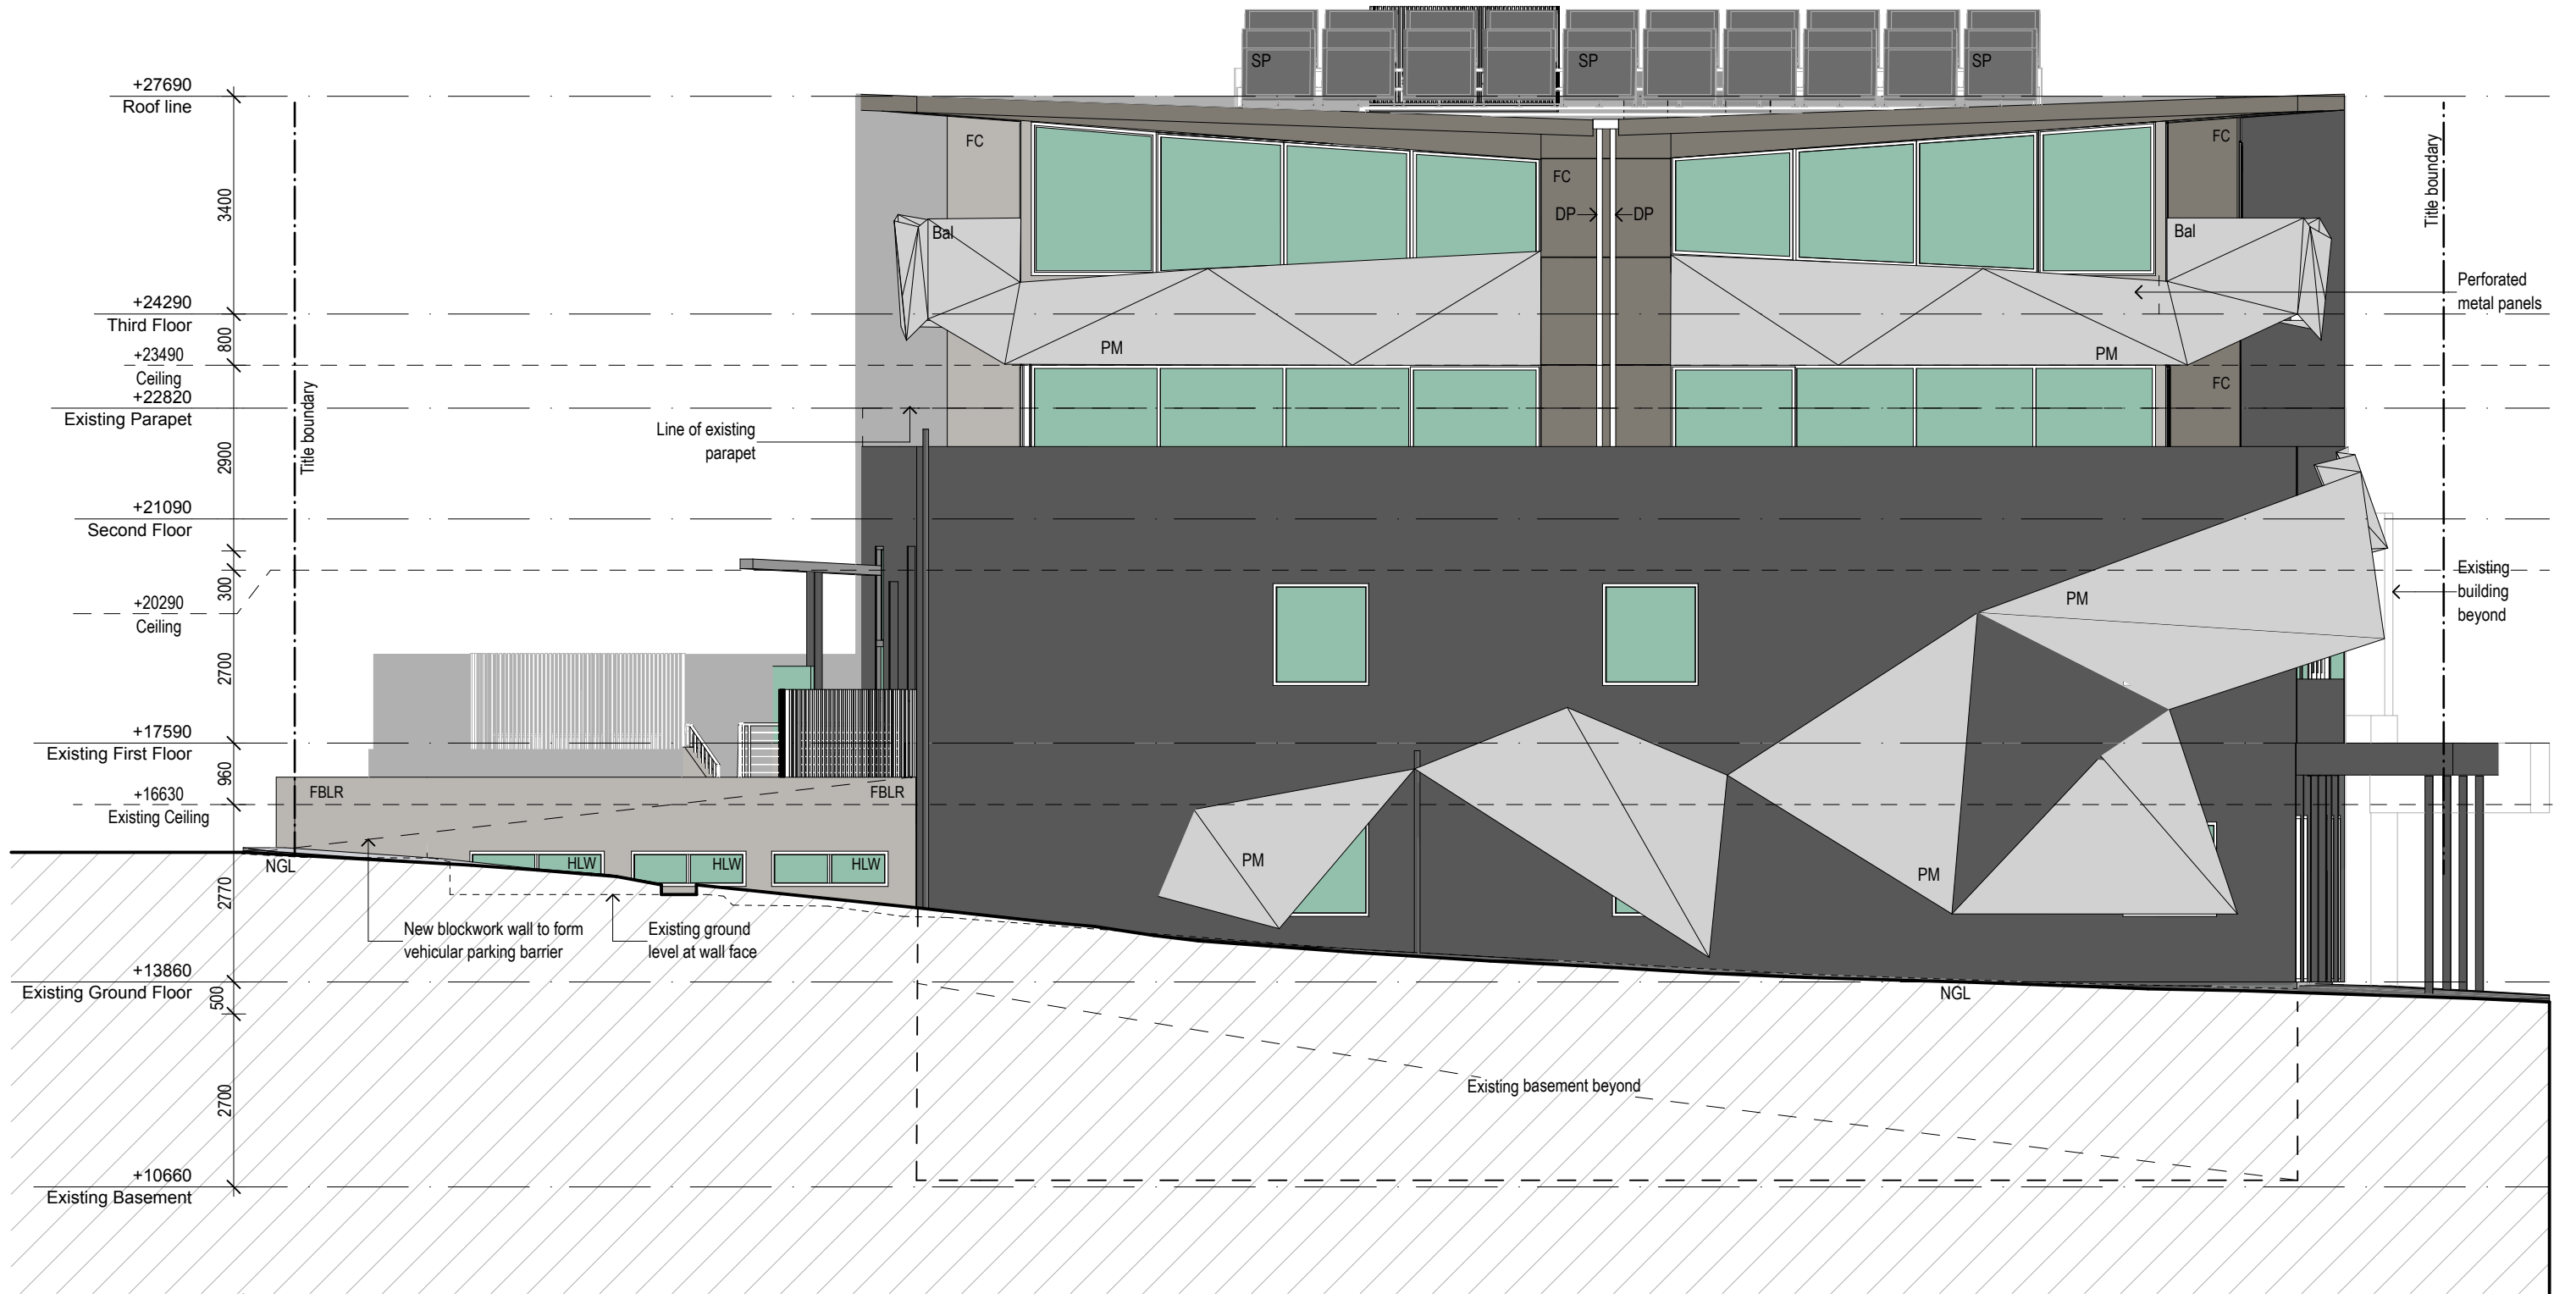 SP
SP
SP
+27690
Roof line
3400
+24290
Third Floor
800
+23490
Ceiling
+22820
Existing Parapet
2900
+21090
Second Floor
300
+20290
Ceiling
2700
+17590
Existing First Floor
960
+16630
Existing Ceiling
2770
+13860
Existing Ground Floor
500
2700
+10660
Existing Basement
Title boundary
Title boundary
FC
FC
FC
DP
DP
Bal
Bal
Perforated
metal panels
PM
PM
FC
Line of existing
parapet
Existing
building
beyond
PM
FBLR
FBLR
PM
PM
HLW
HLW
HLW
NGL
New blockwork wall to form
vehicular parking barrier
Existing ground
level at wall face
NGL
Existing basement beyond